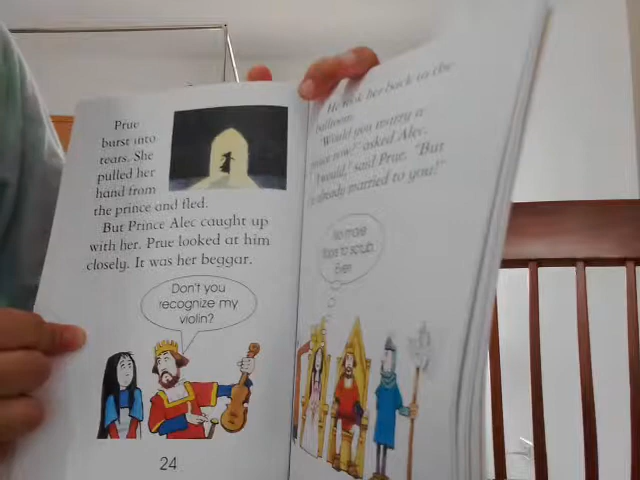 Prue
burst into
tears. She
pulled her
hand from
the prince and fled.
But Prince Alec caught up
with her. Prue looked at him
closely. It was her beggar.
Don't you
recognize my
violin?
24
He took her back to the
ballroom.
"Would you marry a
now?" asked Alec.
"I would," said Prue. "But
already married to you!"
No more
to scrub.
Ever.